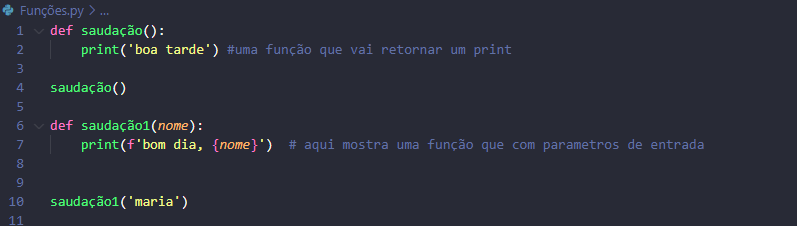 Funções.py > ...
1 def saudação():
2 print('boa tarde') #uma função que vai retornar um print
3
4 saudação()
5
6 def saudação1(nome):
7 print(f'bom dia, {nome}') # aqui mostra uma função que com parametros de entrada
8
9
10 saudação1('maria')
11